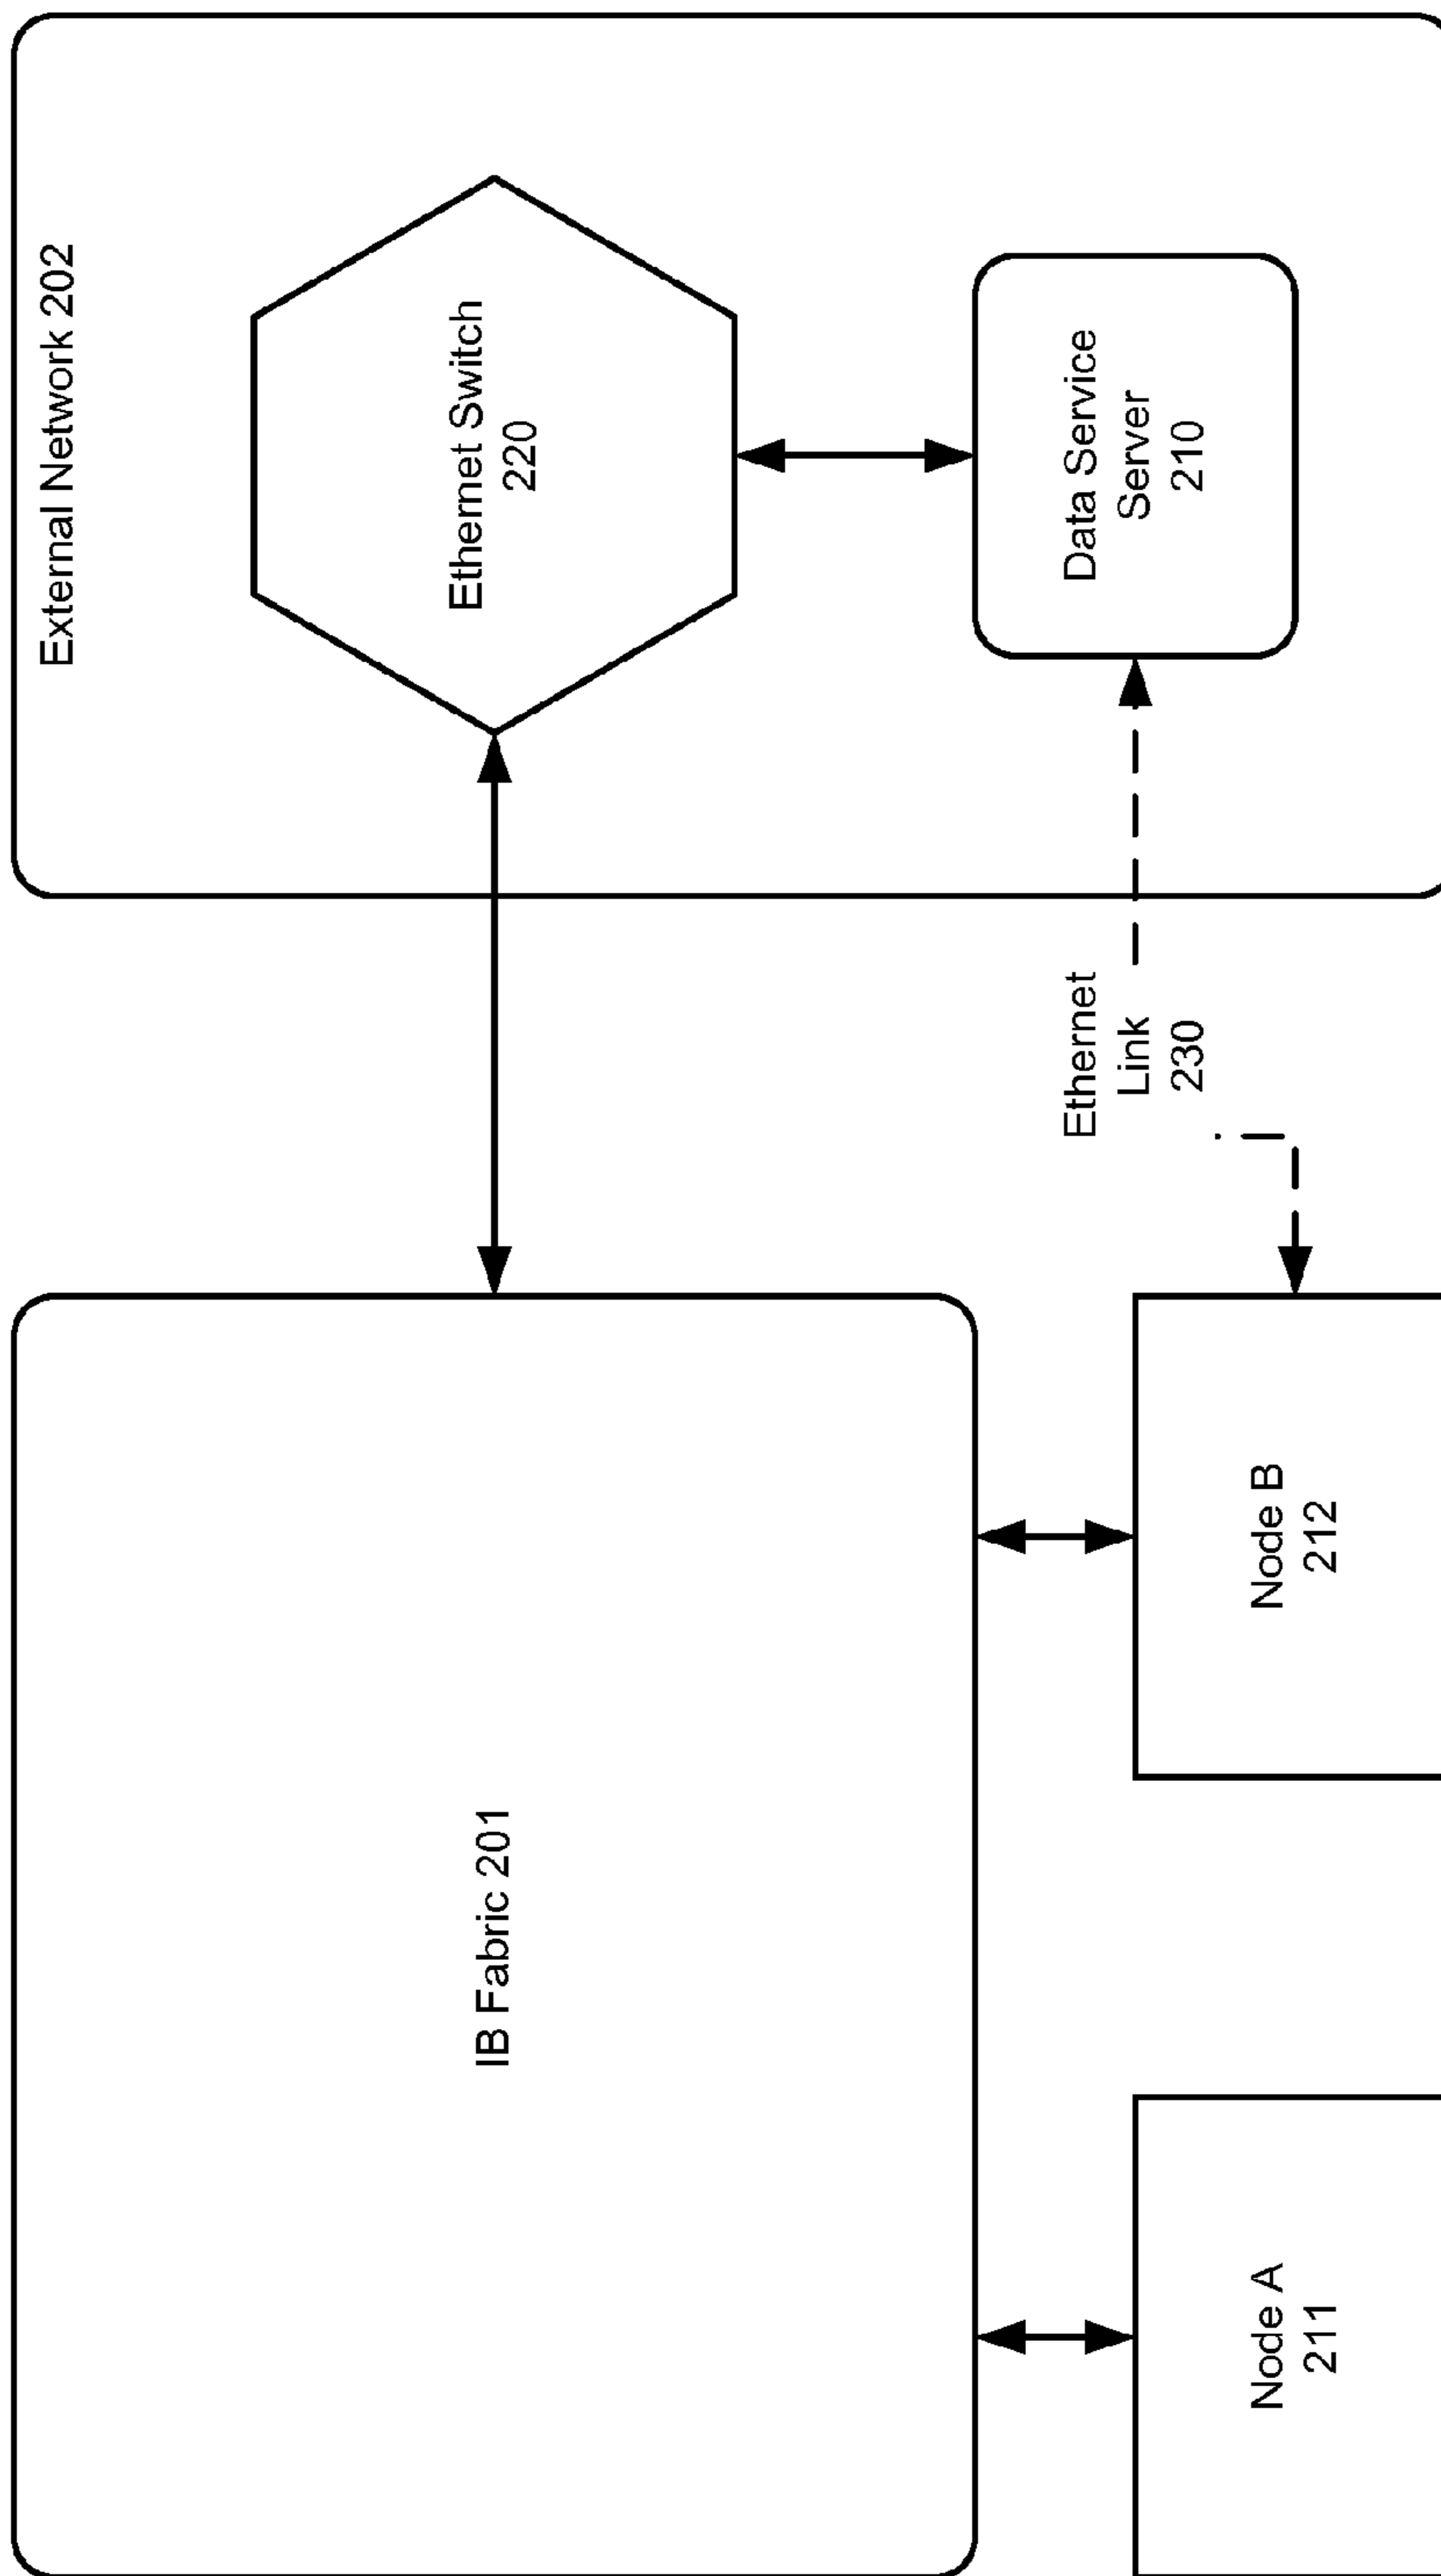 IB Fabric 201
External Network 202
Ethernet Switch
220
Ethernet
Link
230
Data Service
Server
210
Node A
211
Node B
212